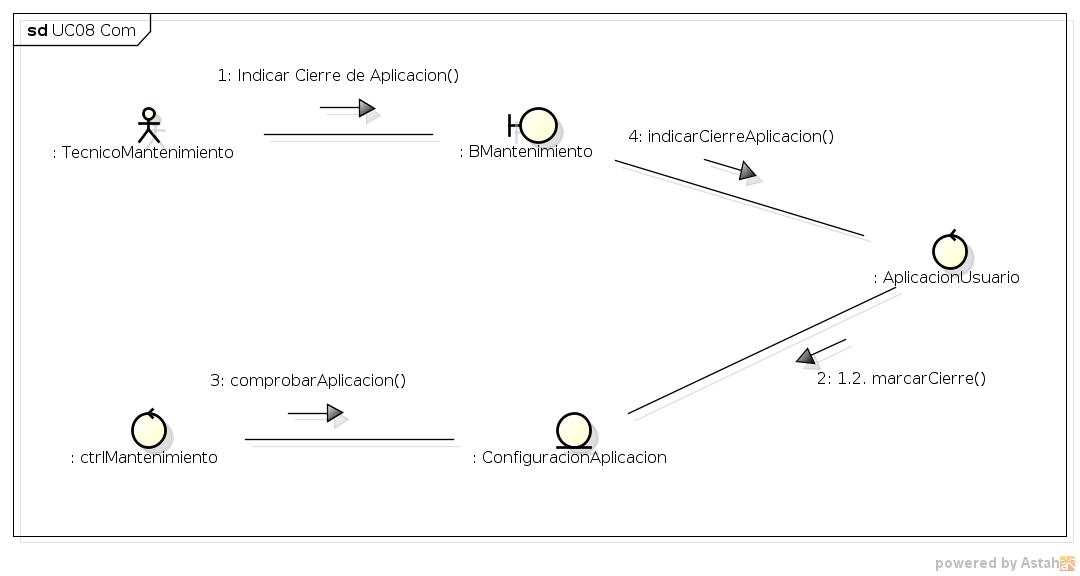 sd UC08 Com
1: Indicar Cierre de Aplicacion()
: TecnicoMantenimiento
: BMantenimiento
4: indicarCierreAplicacion()
: AplicacionUsuario
3: comprobarAplicacion()
2: 1.2. marcarCierre()
: ctrlMantenimiento
: ConfiguracionAplicacion
powered by Astah